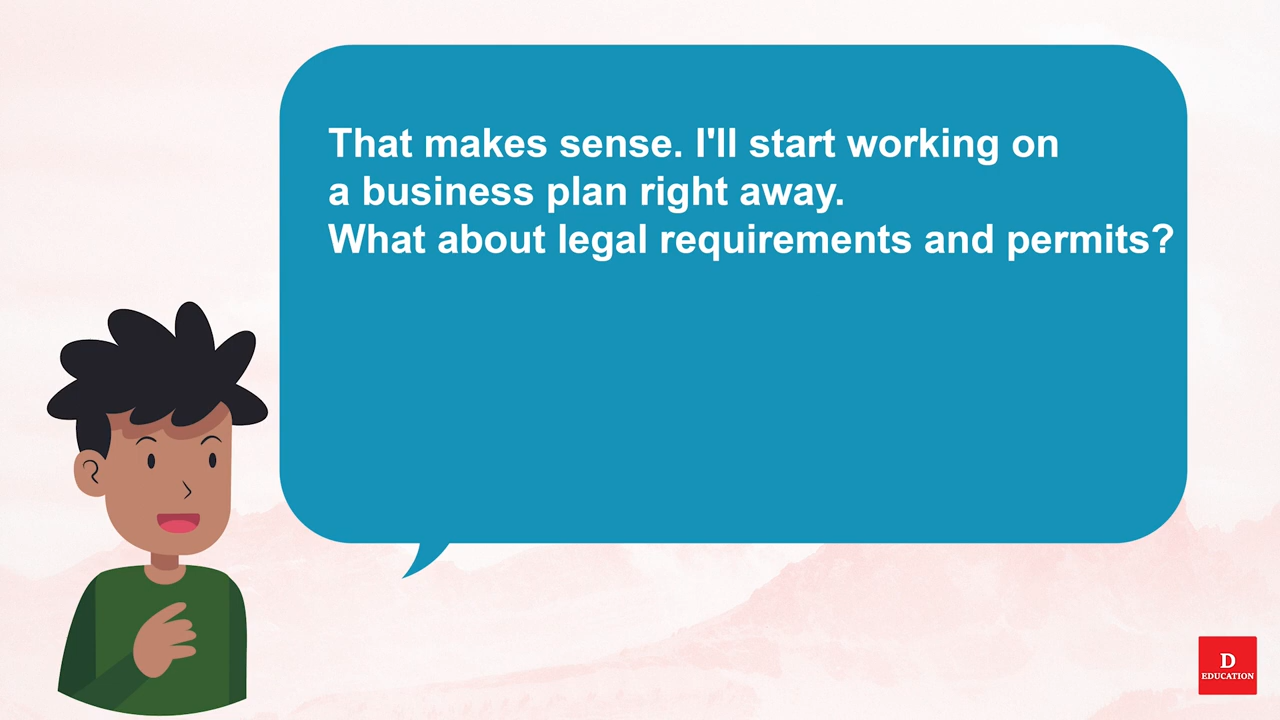 That makes sense. I'll start working on
a business plan right away.
What about legal requirements and permits?
D
EDUCATION